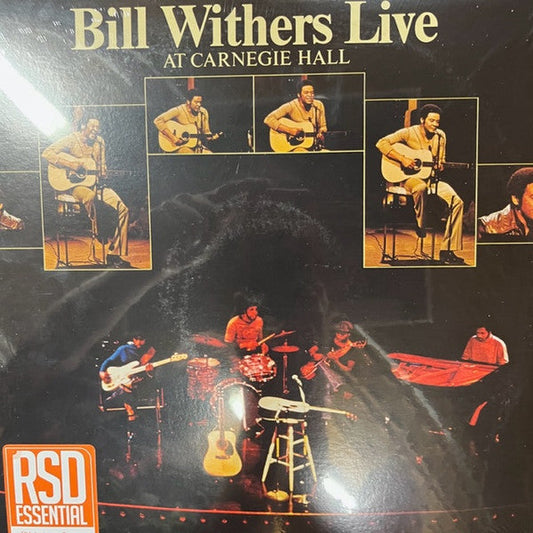 Bill Withers Live
AT CARNEGIE HALL
RSD
ESSENTIAL